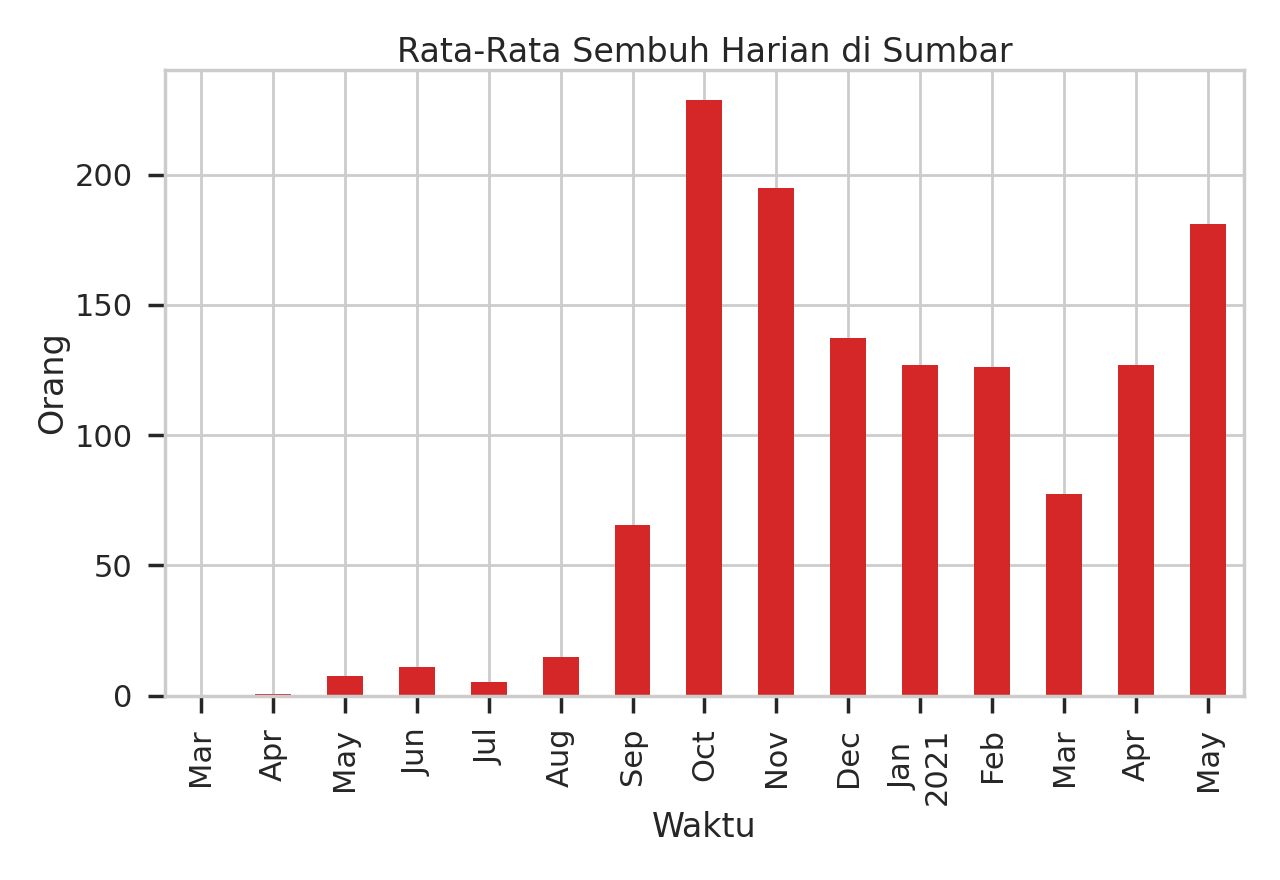 Rata-Rata Sembuh Harian di Sumbar
Orang
200
150
100
50
0
Mar
Apr
May
Jun
Jul
Aug
Sep
Oct
Nov
Dec
Jan
2021
Feb
Mar
Apr
May
Waktu